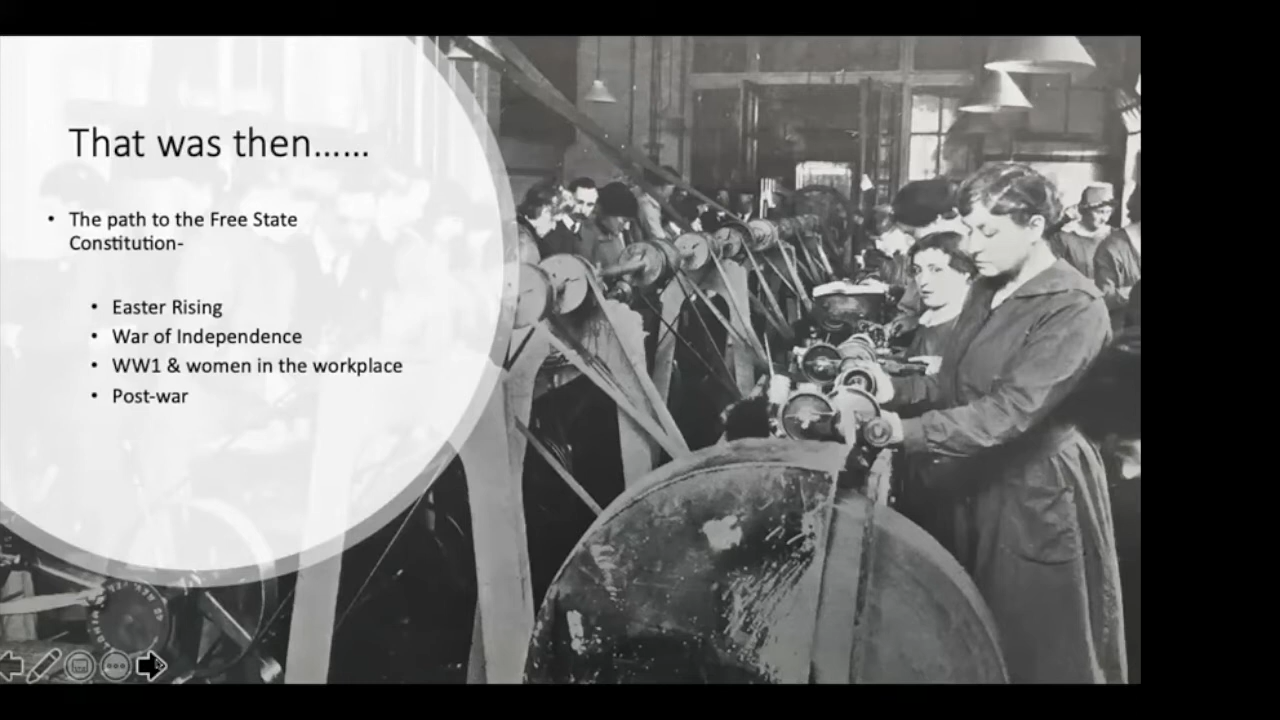 That was then......
• The path to the Free State
Constitution-
• Easter Rising
• War of Independence
• WW1 & women in the workplace
• Post-war